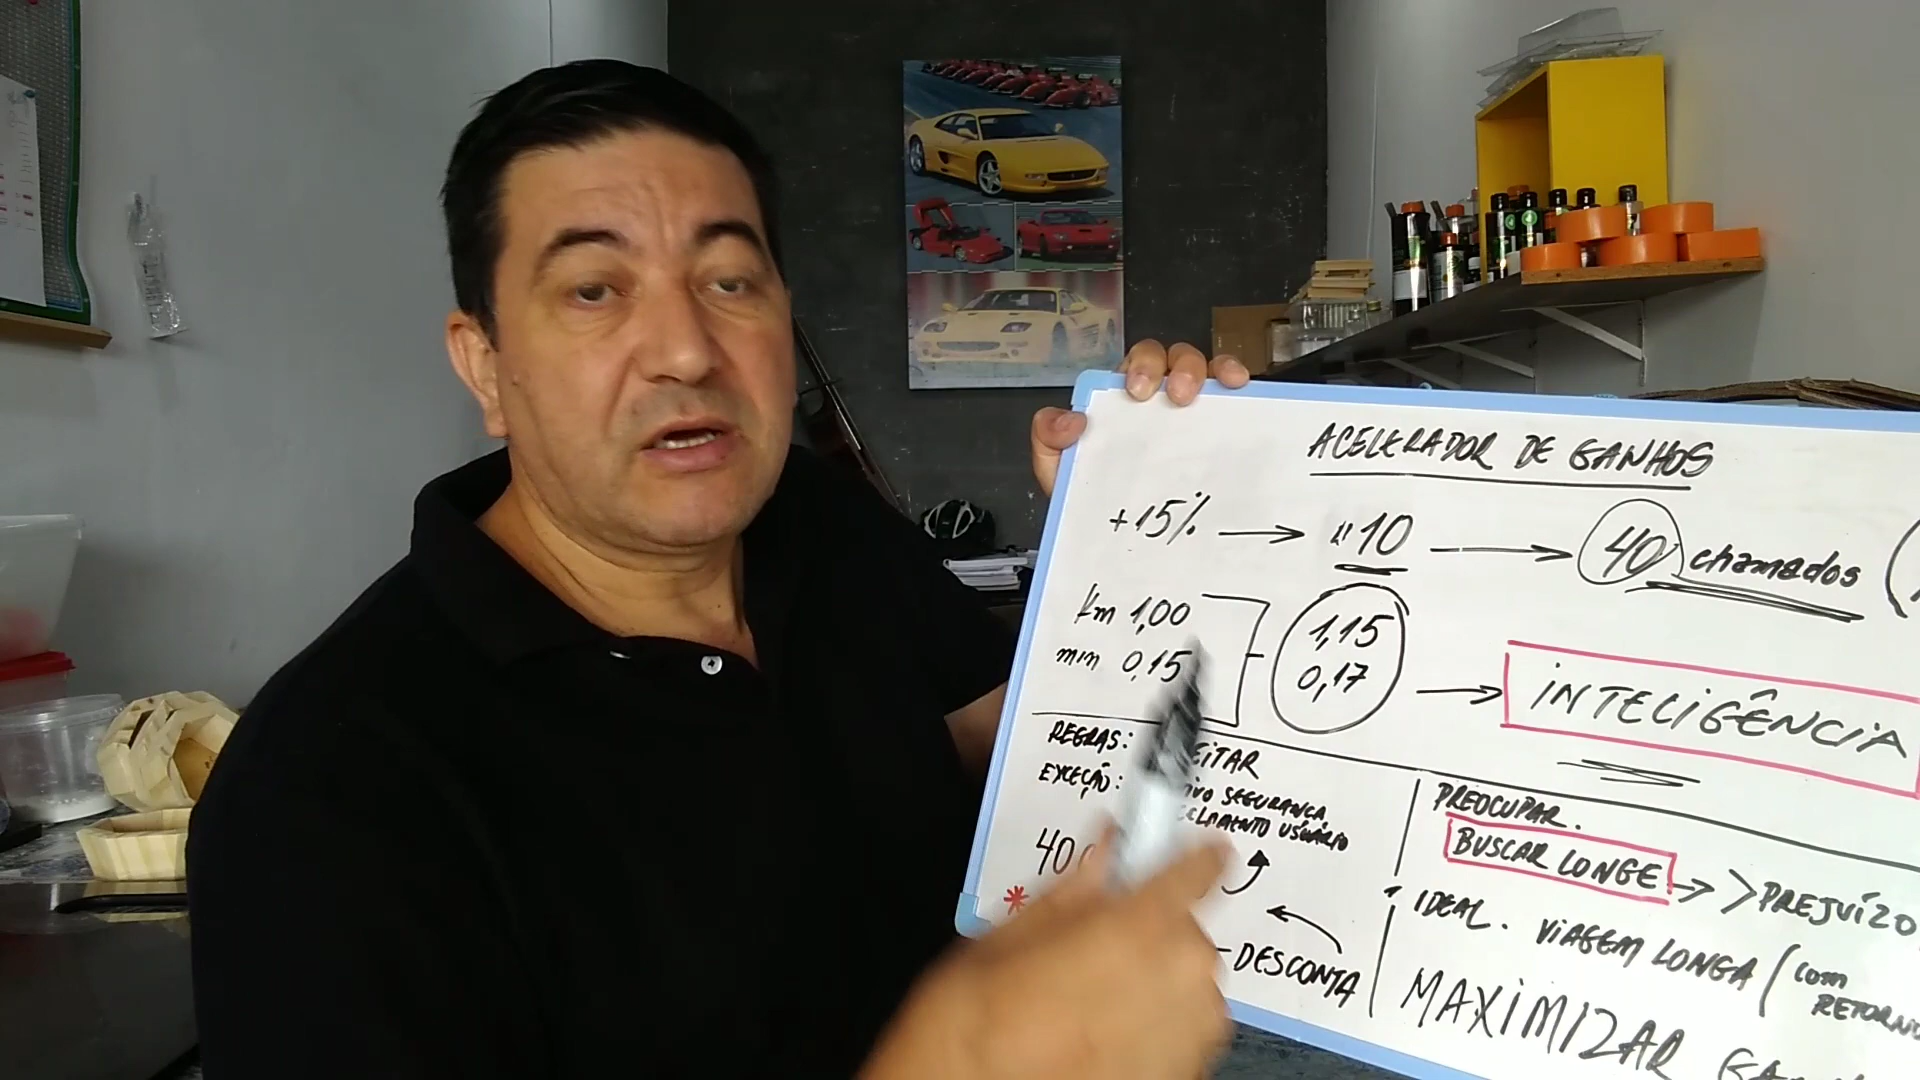 ACELERADOR DE GANHOS
+15% → "10 → 40 chamados (
km 1,00
min 0,15
1,15
0,17 → INTELIGÊNCIA
REGRAS:
EXCEÇÃO: SEGURANÇA
USUÁRIO
40
*
DESCONTA
PREOCUPAR.
BUSCAR LONGE → > PREJUÍZO
IDEAL. VIAGEM LONGA (com
RETORNO
MAXIMIZAR